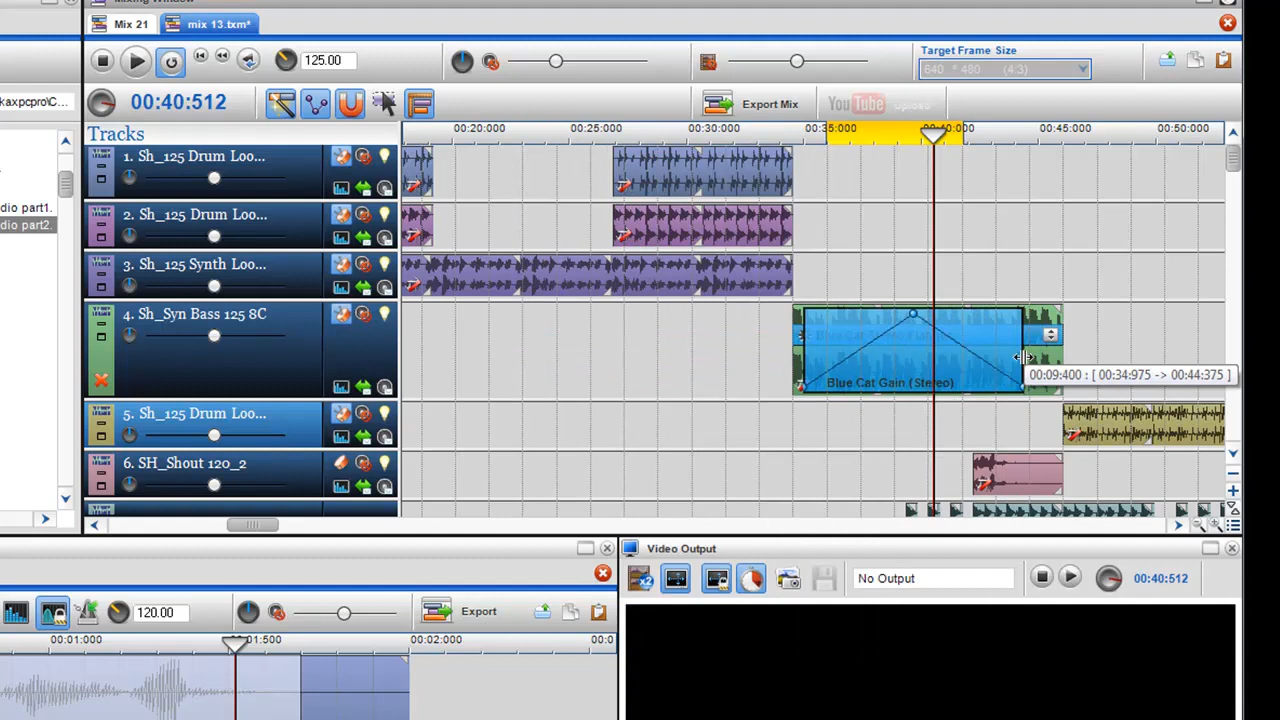 Mixing Window
Mix 21
mix 13.txm*
125.00
Target Frame Size
640 * 480 (4:3)
kaxpcpro\C...
00:40:512
Export Mix
YouTube Upload
Tracks
00:20:000
00:25:000
00:30:000
00:35:000
00:40:000
00:45:000
00:50:000
1. Sh_125 Drum Loo...
dio part1.
2. Sh_125 Drum Loo...
dio part2.
3. Sh_125 Synth Loo...
4. Sh_Syn Bass 125 8C
Blue Cat Gain (Stereo)
00:09:400 : [ 00:34:975 -> 00:44:375 ]
5. Sh_125 Drum Loo...
6. SH_Shout 120_2
Video Output
x2
No Output
00:40:512
120.00
Export
00:01:000
01:500
00:02:000
00:0